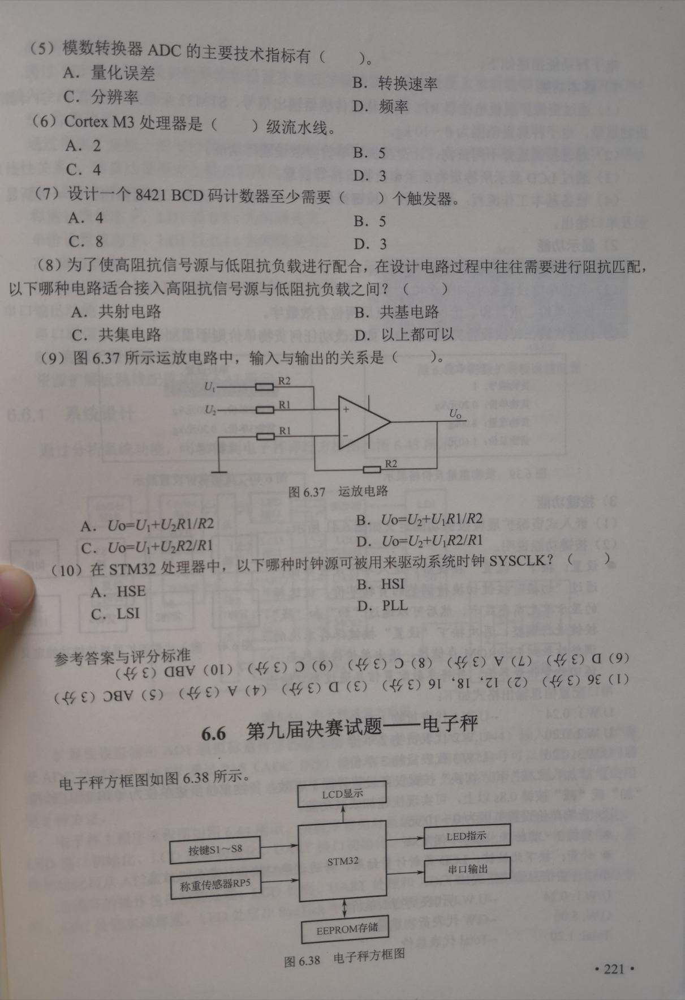 （5）模数转换器 ADC 的主要技术指标有（　　）。
A．量化误差　　B．转换速率
C．分辨率　　D．频率
（6）Cortex M3 处理器是（　　）级流水线。
A．2　　B．5
C．4　　D．3
（7）设计一个 8421 BCD 码计数器至少需要（　　）个触发器。
A．4　　B．5
C．8　　D．3
（8）为了使高阻抗信号源与低阻抗负载进行配合，在设计电路过程中往往需要进行阻抗匹配，
以下哪种电路适合接入高阻抗信号源与低阻抗负载之间？（　　）
A．共射电路　　B．共基电路
C．共集电路　　D．以上都可以
（9）图 6.37 所示运放电路中，输入与输出的关系是（　　）。
U₁　R2
U₂　R1
+　Uo
R1
−
R2
图 6.37　运放电路
A．Uo=U₁+U₂R1/R2　　B．Uo=U₂+U₁R1/R2
C．Uo=U₁+U₂R2/R1　　D．Uo=U₂+U₁R2/R1
（10）在 STM32 处理器中，以下哪种时钟源可被用来驱动系统时钟 SYSCLK？（　　）
A．HSE　　B．HSI
C．LSI　　D．PLL
参考答案与评分标准
（1）36（3 分）（2）12，18，16（3 分）（3）D（3 分）（4）A（3 分）（5）ABC（3 分）
（6）D（3 分）（7）A（3 分）（8）C（3 分）（9）C（3 分）（10）ABD（3 分）
6.6　第九届决赛试题——电子秤
电子秤方框图如图 6.38 所示。
LCD显示
按键S1～S8
称重传感器RP5
STM32
LED指示
串口输出
EEPROM存储
图 6.38　电子秤方框图
·221·